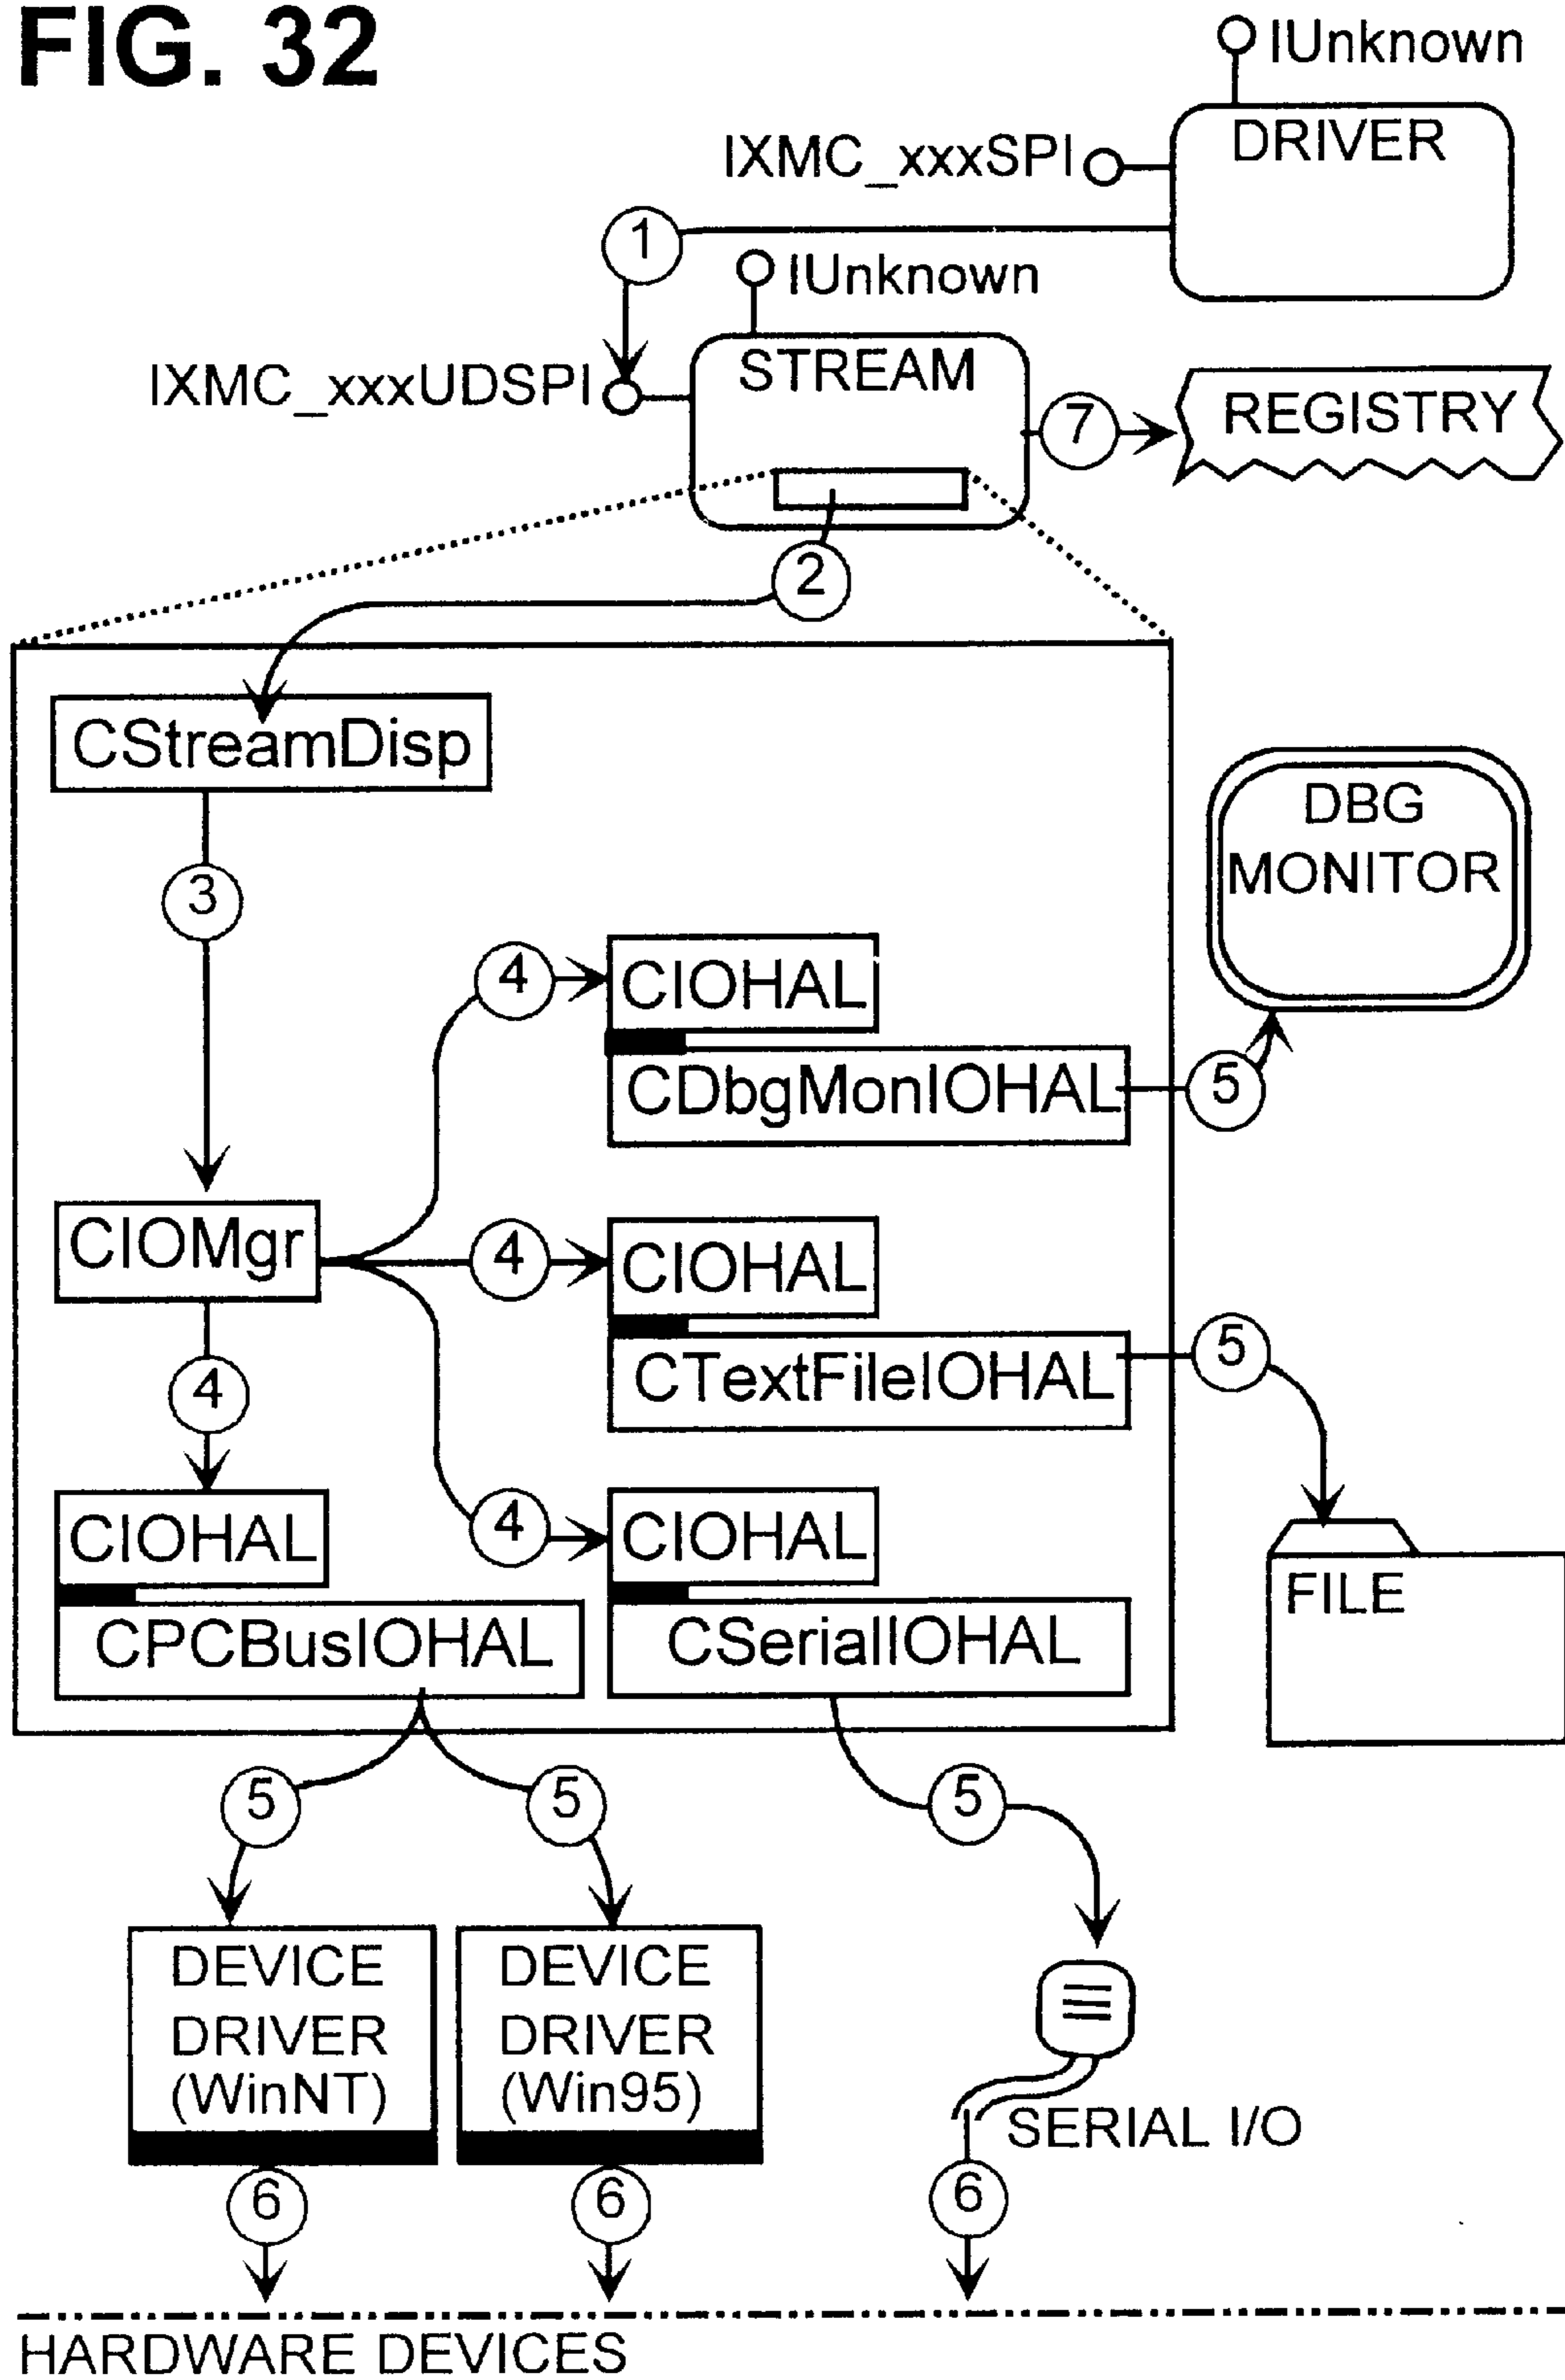 FIG. 32
IUnknown
DRIVER
IXMC_xxxSPI
1
IUnknown
STREAM
IXMC_xxxUDSPI
7
REGISTRY
2
CStreamDisp
DBG
MONITOR
3
4
CIOHAL
CDbgMonIOHAL
5
CIOMgr
4
CIOHAL
CTextFileIOHAL
5
4
4
CIOHAL
CIOHAL
FILE
CPCBusIOHAL
CSerialIOHAL
5
5
5
DEVICE
DRIVER
(WinNT)
DEVICE
DRIVER
(Win95)
SERIAL I/O
6
6
6
HARDWARE DEVICES